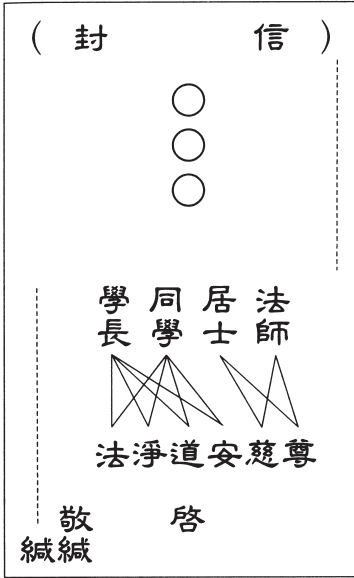 （信封）
○○○
法師
居士
同學
學長
尊慈安道淨法
啓
敬緘
緘